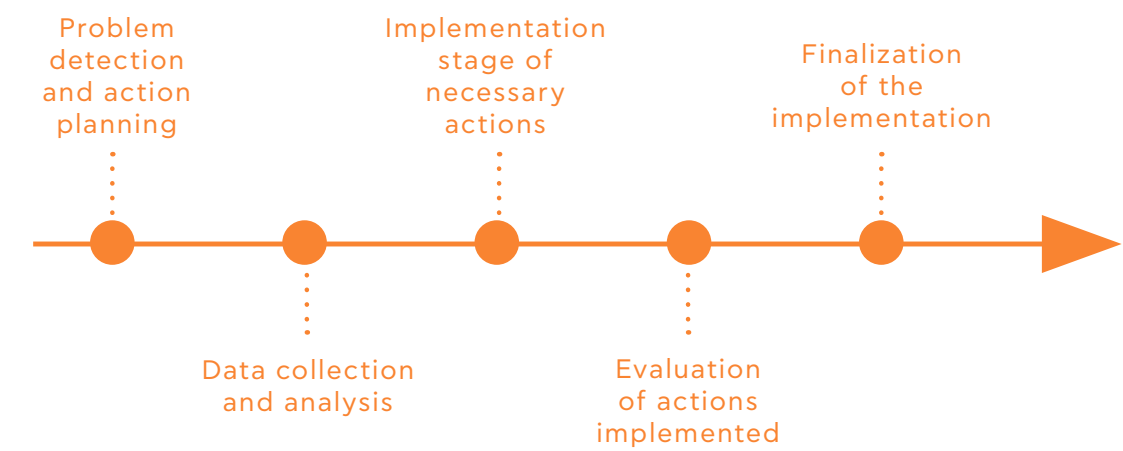 Problem
detection
and action
planning
Data collection
and analysis
Implementation
stage of
necessary
actions
Evaluation
of actions
implemented
Finalization
of the
implementation